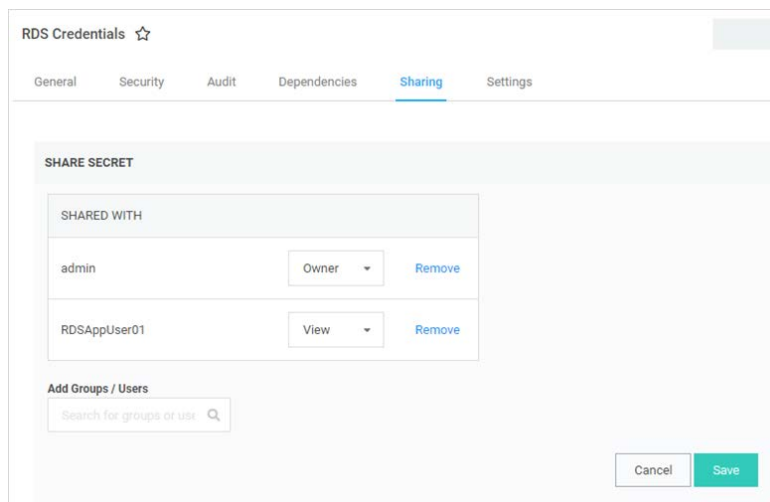 RDS Credentials
General Security Audit Dependencies Sharing Settings
SHARE SECRET
SHARED WITH
admin Owner Remove
RDSAppUser01 View Remove
Add Groups / Users
Search for groups or use
Cancel Save